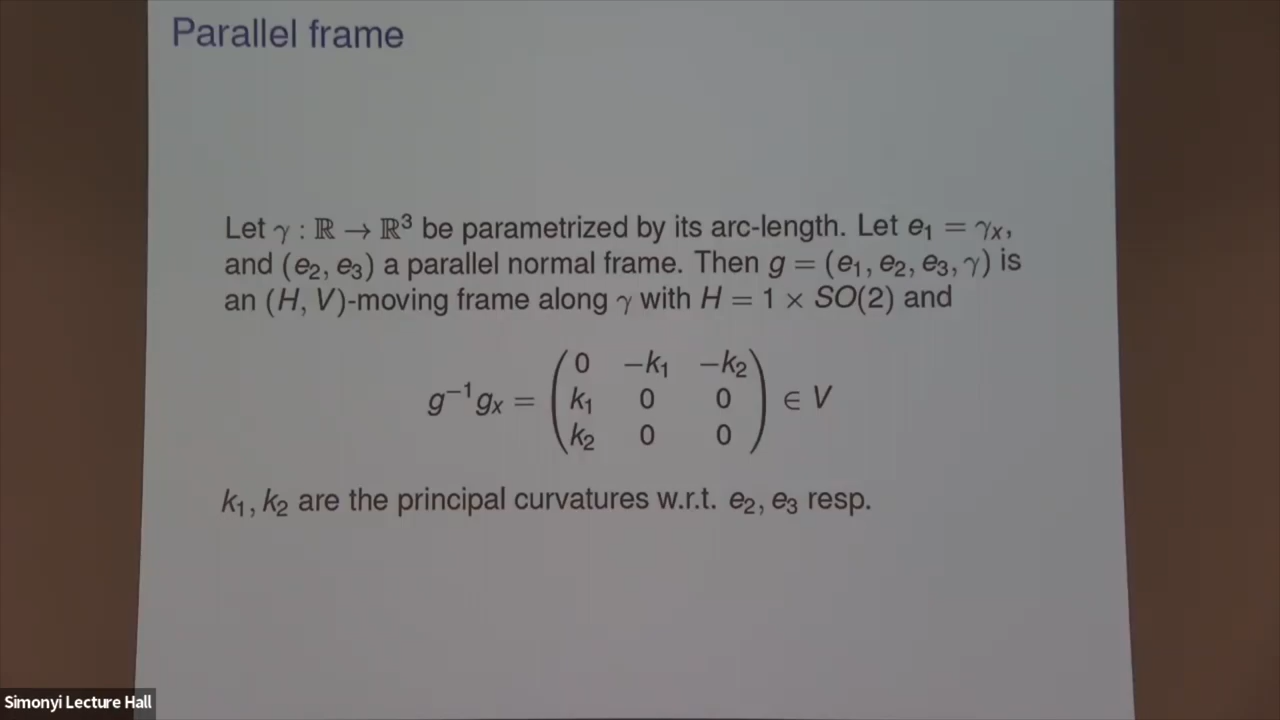 Parallel frame
Let γ : ℝ → ℝ³ be parametrized by its arc-length. Let e₁ = γₓ,
and (e₂, e₃) a parallel normal frame. Then g = (e₁, e₂, e₃, γ) is
an (H, V)-moving frame along γ with H = 1 × SO(2) and
0 −k₁ −k₂
g⁻¹gₓ = k₁ 0 0 ∈ V
k₂ 0 0
k₁, k₂ are the principal curvatures w.r.t. e₂, e₃ resp.
Simonyi Lecture Hall